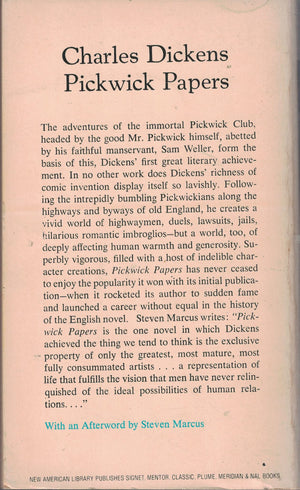 Charles Dickens
Pickwick Papers
The adventures of the immortal Pickwick Club,
headed by the good Mr. Pickwick himself, abetted
by his faithful manservant, Sam Weller, form the
basis of this, Dickens' first great literary achieve-
ment. In no other work does Dickens' richness of
comic invention display itself so lavishly. Follow-
ing the intrepidly bumbling Pickwickians along the
highways and byways of old England, he creates a
vivid world of highwaymen, duels, lawsuits, jails,
hilarious romantic imbroglios—but a world, too, of
deeply affecting human warmth and generosity. Su-
perbly vigorous, filled with a host of indelible char-
acter creations, Pickwick Papers has never ceased
to enjoy the popularity it won with its initial publica-
tion—when it rocketed its author to sudden fame
and launched a career without equal in the history
of the English novel. Steven Marcus writes: "Pick-
wick Papers is the one novel in which Dickens
achieved the thing we tend to think is the exclusive
property of only the greatest, most mature, most
fully consummated artists . . . a representation of
life that fulfills the vision that men have never relin-
quished of the ideal possibilities of human rela-
tions. . . ."
With an Afterword by Steven Marcus
NEW AMERICAN LIBRARY PUBLISHES SIGNET, MENTOR, CLASSIC, PLUME, MERIDIAN & NAL BOOKS